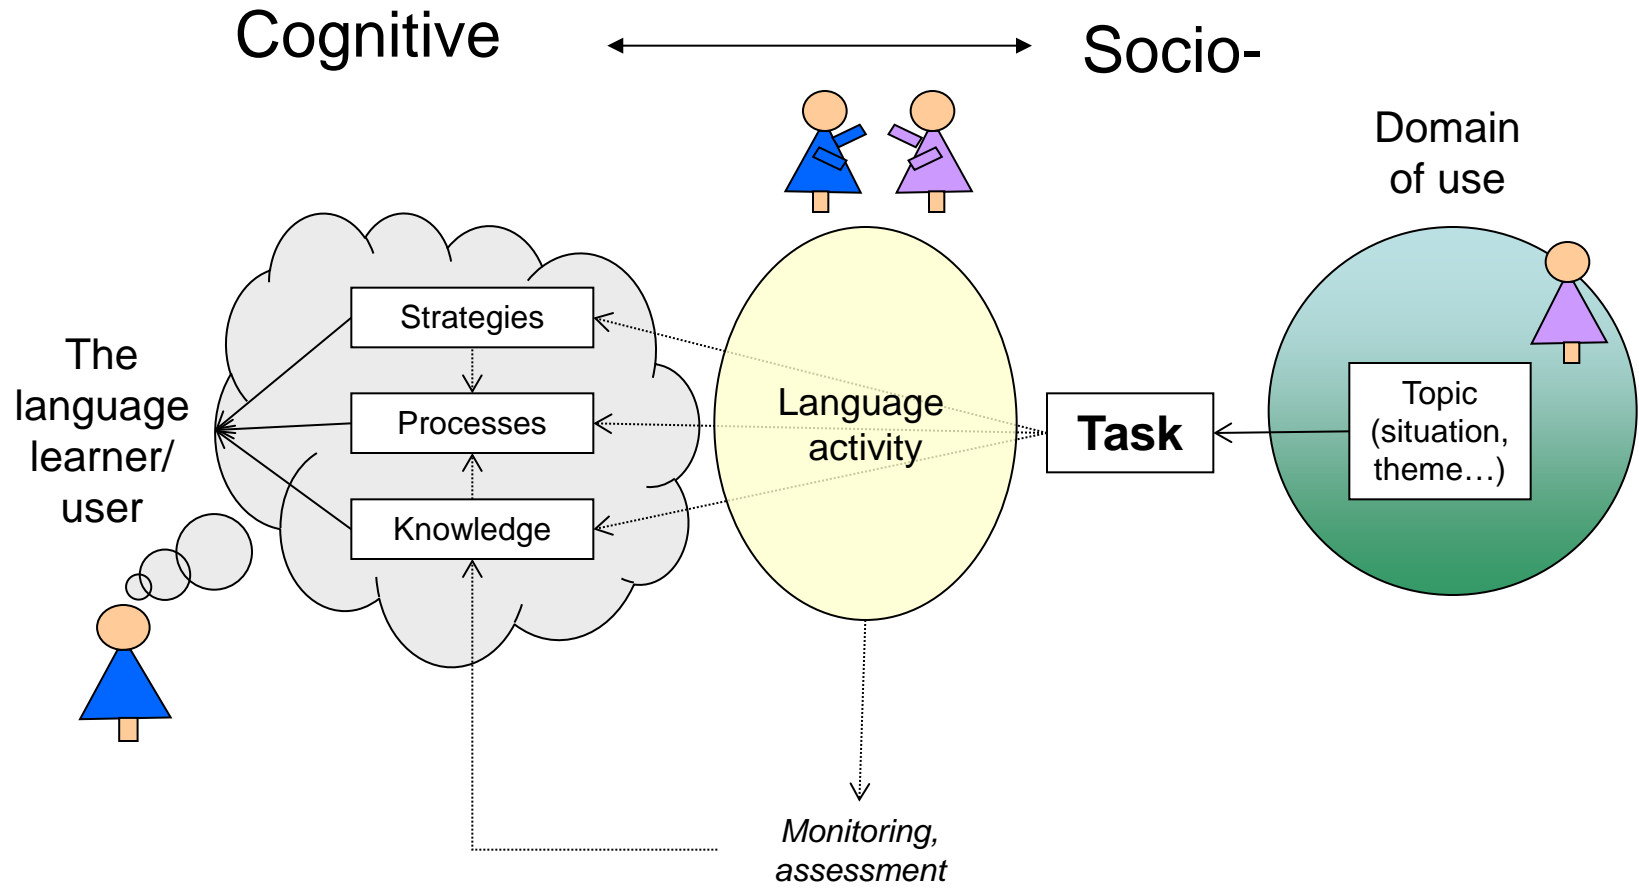 Cognitive
Socio-
Domain
of use
The
language
learner/
user
Strategies
Processes
Knowledge
Language
activity
Task
Topic
(situation,
theme…)
Monitoring,
assessment